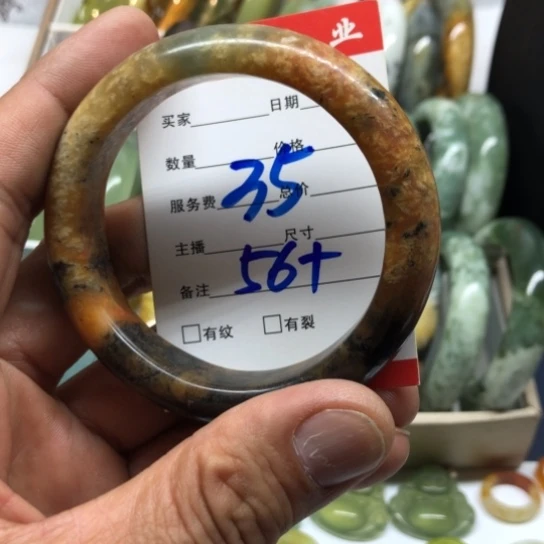 业
买家 日期
数量 价格
35
服务费 总价
主播 尺寸
56+
备注
□有纹 □有裂